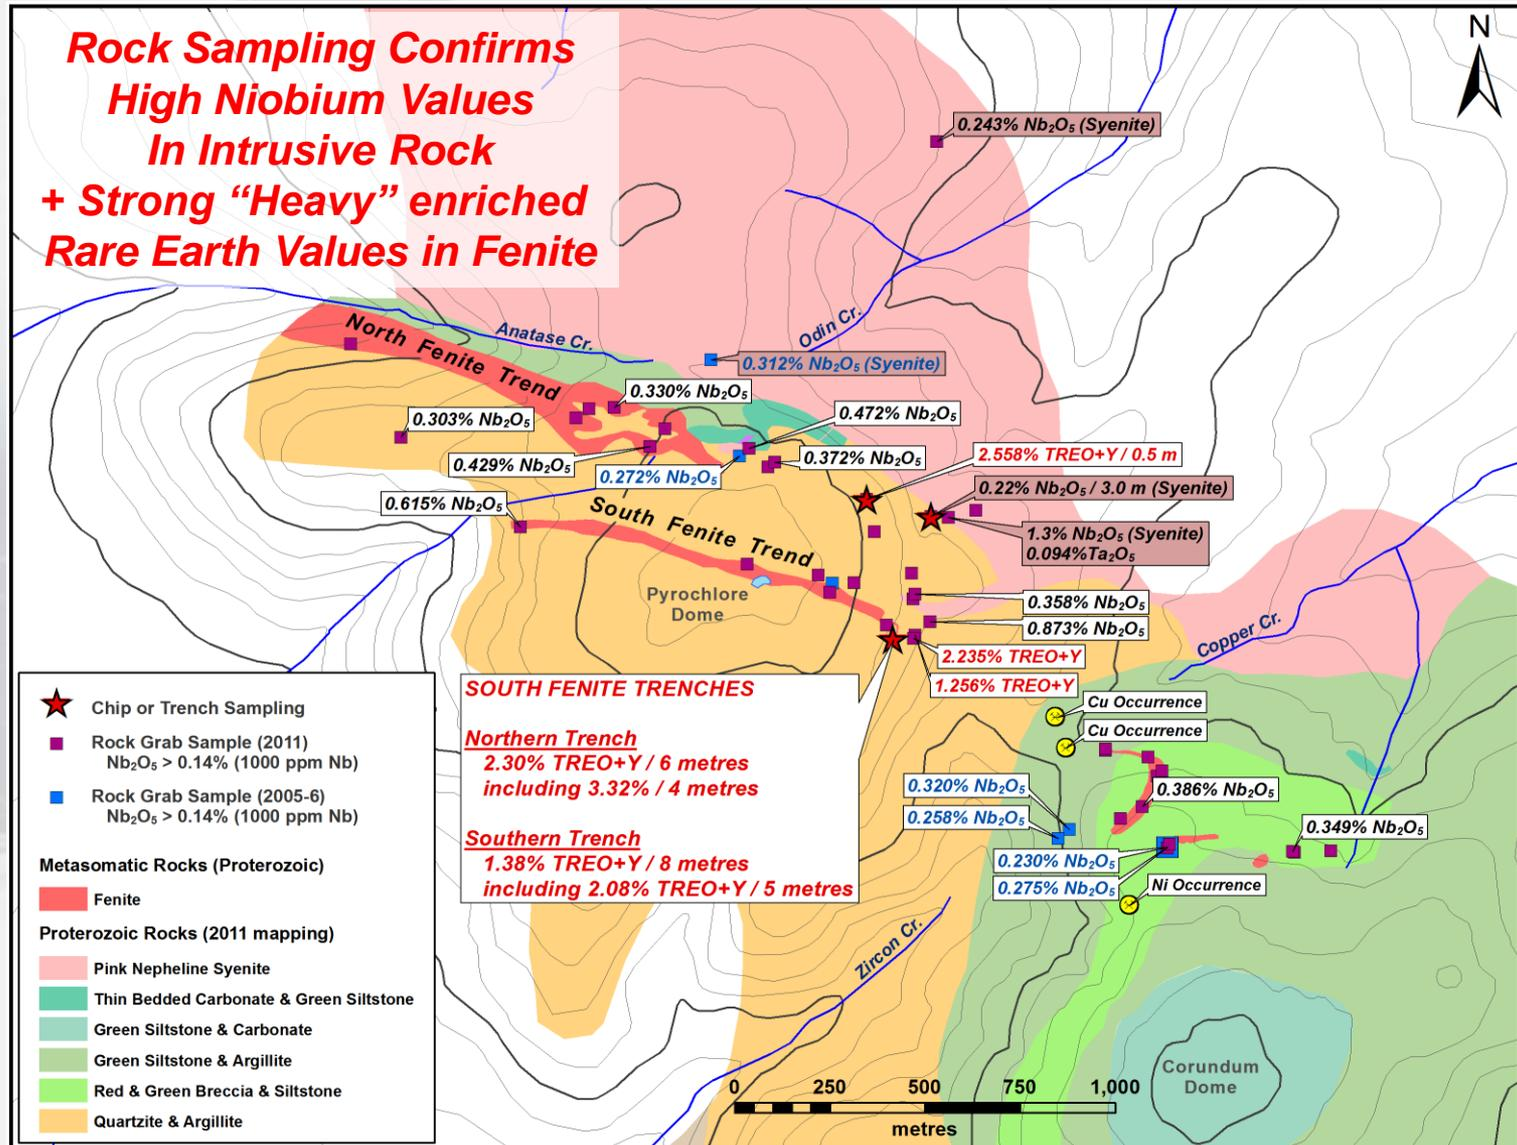 Rock Sampling Confirms
High Niobium Values
In Intrusive Rock
+ Strong “Heavy” enriched
Rare Earth Values in Fenite
N
0.243% Nb₂O₅ (Syenite)
Odin Cr.
Anatase Cr.
North Fenite Trend
0.312% Nb₂O₅ (Syenite)
0.330% Nb₂O₅
0.303% Nb₂O₅
0.472% Nb₂O₅
0.429% Nb₂O₅
0.272% Nb₂O₅
0.372% Nb₂O₅
2.558% TREO+Y / 0.5 m
0.22% Nb₂O₅ / 3.0 m (Syenite)
0.615% Nb₂O₅
South Fenite Trend
1.3% Nb₂O₅ (Syenite)
0.094%Ta₂O₅
Pyrochlore
Dome
0.358% Nb₂O₅
0.873% Nb₂O₅
Copper Cr.
2.235% TREO+Y
1.256% TREO+Y
SOUTH FENITE TRENCHES
Northern Trench
2.30% TREO+Y / 6 metres
including 3.32% / 4 metres
Southern Trench
1.38% TREO+Y / 8 metres
including 2.08% TREO+Y / 5 metres
Cu Occurrence
Cu Occurrence
0.320% Nb₂O₅
0.258% Nb₂O₅
0.386% Nb₂O₅
0.349% Nb₂O₅
0.230% Nb₂O₅
0.275% Nb₂O₅
Ni Occurrence
Zircon Cr.
Corundum
Dome
Chip or Trench Sampling
Rock Grab Sample (2011)
Nb₂O₅ > 0.14% (1000 ppm Nb)
Rock Grab Sample (2005-6)
Nb₂O₅ > 0.14% (1000 ppm Nb)
Metasomatic Rocks (Proterozoic)
Fenite
Proterozoic Rocks (2011 mapping)
Pink Nepheline Syenite
Thin Bedded Carbonate & Green Siltstone
Green Siltstone & Carbonate
Green Siltstone & Argillite
Red & Green Breccia & Siltstone
Quartzite & Argillite
0 250 500 750 1,000
metres